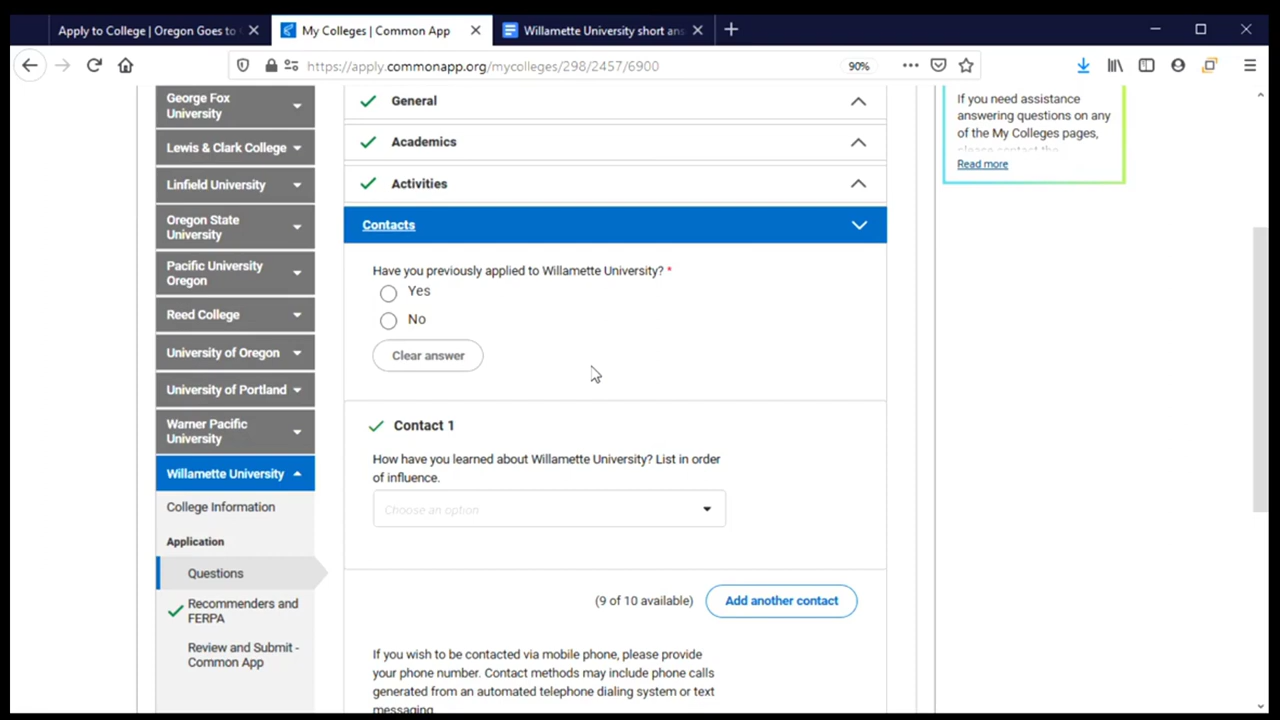 Apply to College | Oregon Goes to
My Colleges | Common App
Willamette University short ans
https://apply.commonapp.org/mycolleges/298/2457/6900
90%
George Fox
University
Lewis & Clark College
Linfield University
Oregon State
University
Pacific University
Oregon
Reed College
University of Oregon
University of Portland
Warner Pacific
University
Willamette University
College Information
Application
Questions
Recommenders and
FERPA
Review and Submit -
Common App
General
Academics
Activities
Contacts
Have you previously applied to Willamette University? *
Yes
No
Clear answer
Contact 1
How have you learned about Willamette University? List in order
of influence.
Choose an option
(9 of 10 available)
Add another contact
If you wish to be contacted via mobile phone, please provide
your phone number. Contact methods may include phone calls
generated from an automated telephone dialing system or text
messaging
If you need assistance
answering questions on any
of the My Colleges pages,
please contact the
Read more